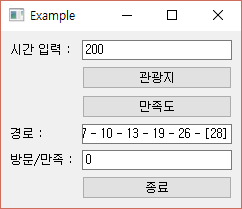 Example
시간 입력 : 200
관광지
만족도
경로 : 7 - 10 - 13 - 19 - 26 - [28]
방문/만족 : 0
종료